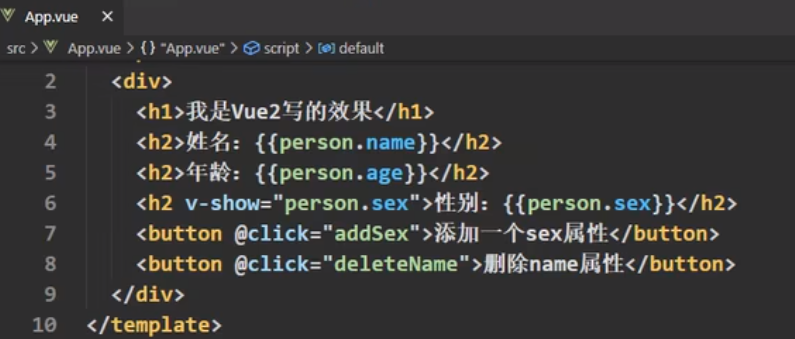 App.vue ×
src > App.vue > {} "App.vue" > script > default
2 <div>
3 <h1>我是Vue2写的效果</h1>
4 <h2>姓名：{{person.name}}</h2>
5 <h2>年龄：{{person.age}}</h2>
6 <h2 v-show="person.sex">性别：{{person.sex}}</h2>
7 <button @click="addSex">添加一个sex属性</button>
8 <button @click="deleteName">删除name属性</button>
9 </div>
10 </template>